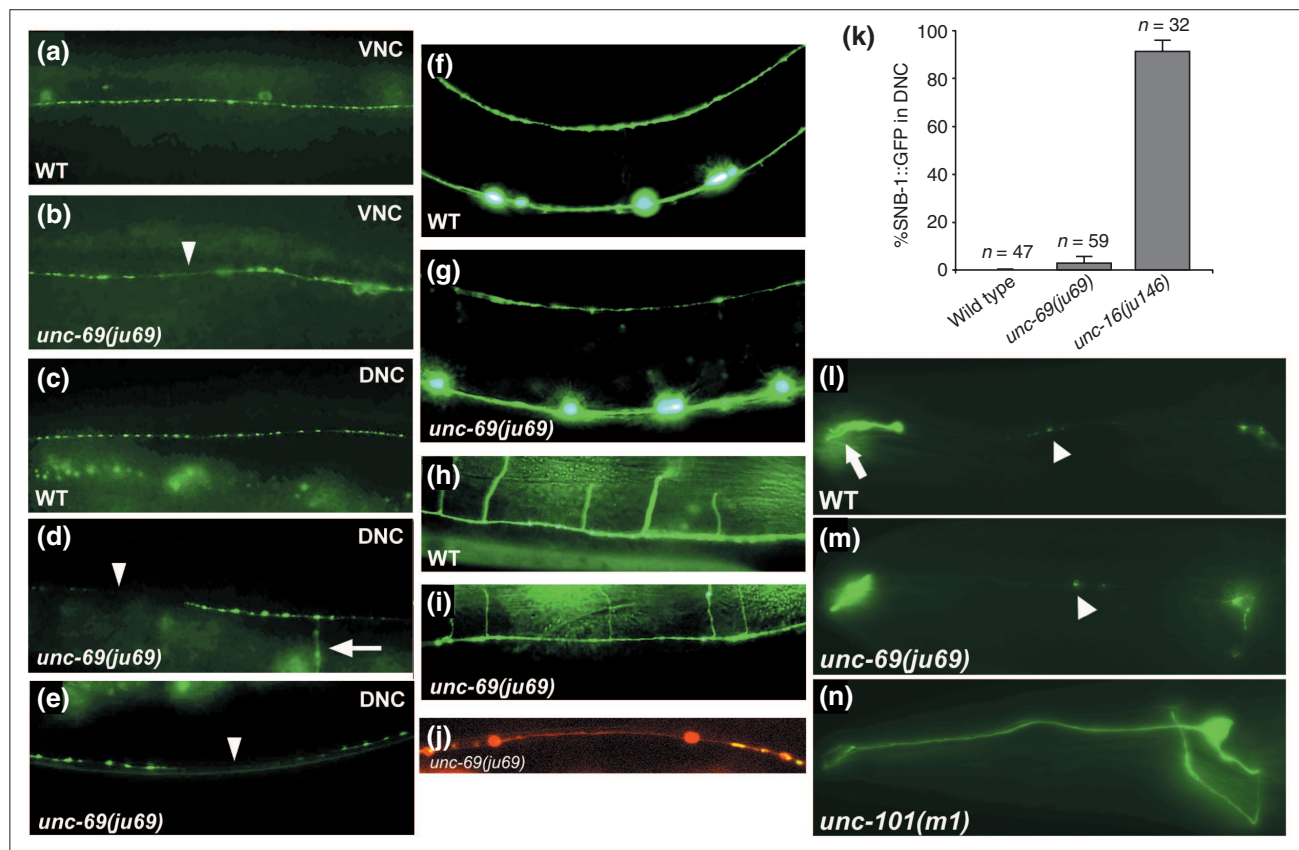 (a)
VNC
WT
(b)
VNC
unc-69(ju69)
(c)
DNC
WT
(d)
DNC
unc-69(ju69)
(e)
DNC
unc-69(ju69)
(f)
WT
(g)
unc-69(ju69)
(h)
WT
(i)
unc-69(ju69)
(j)
unc-69(ju69)
(k)
%SNB-1::GFP in DNC
100
80
60
40
20
0
n = 47
n = 59
n = 32
Wild type
unc-69(ju69)
unc-16(ju146)
(l)
WT
(m)
unc-69(ju69)
(n)
unc-101(m1)